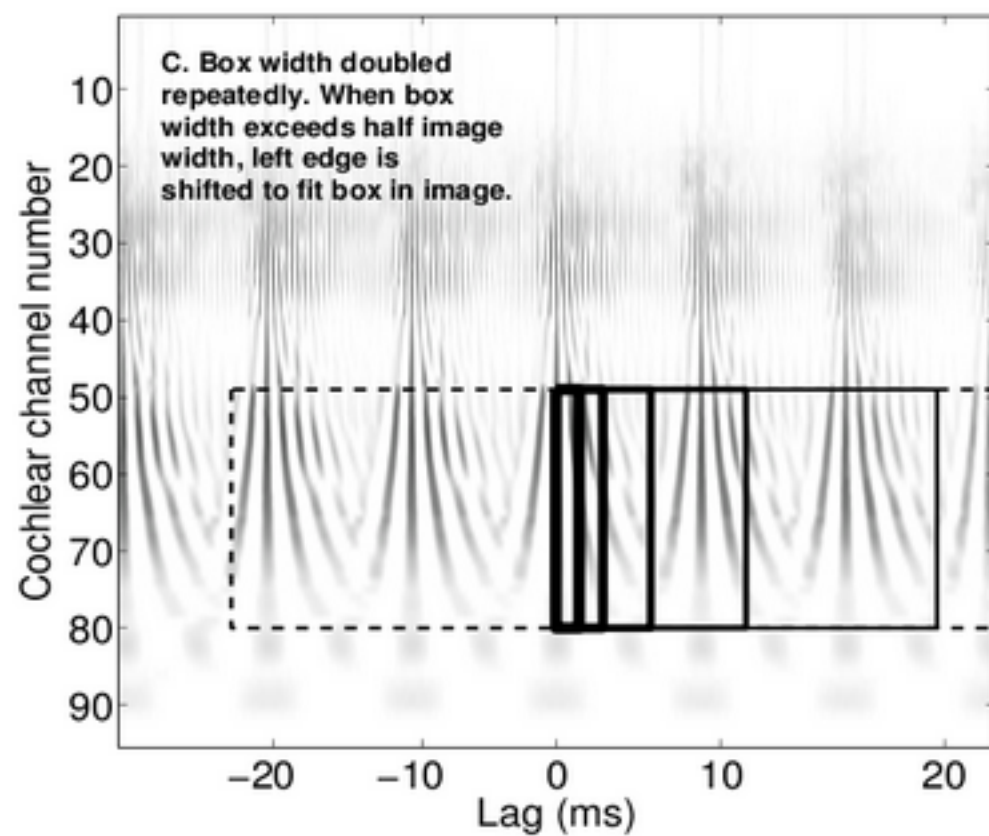 C. Box width doubled
repeatedly. When box
width exceeds half image
width, left edge is
shifted to fit box in image.
Cochlear channel number
10
20
30
40
50
60
70
80
90
−20
−10
0
10
20
Lag (ms)